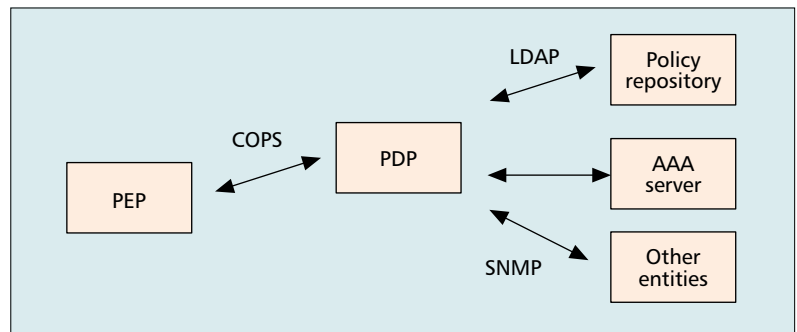 LDAP
Policy
repository
COPS
PDP
AAA
server
PEP
SNMP
Other
entities